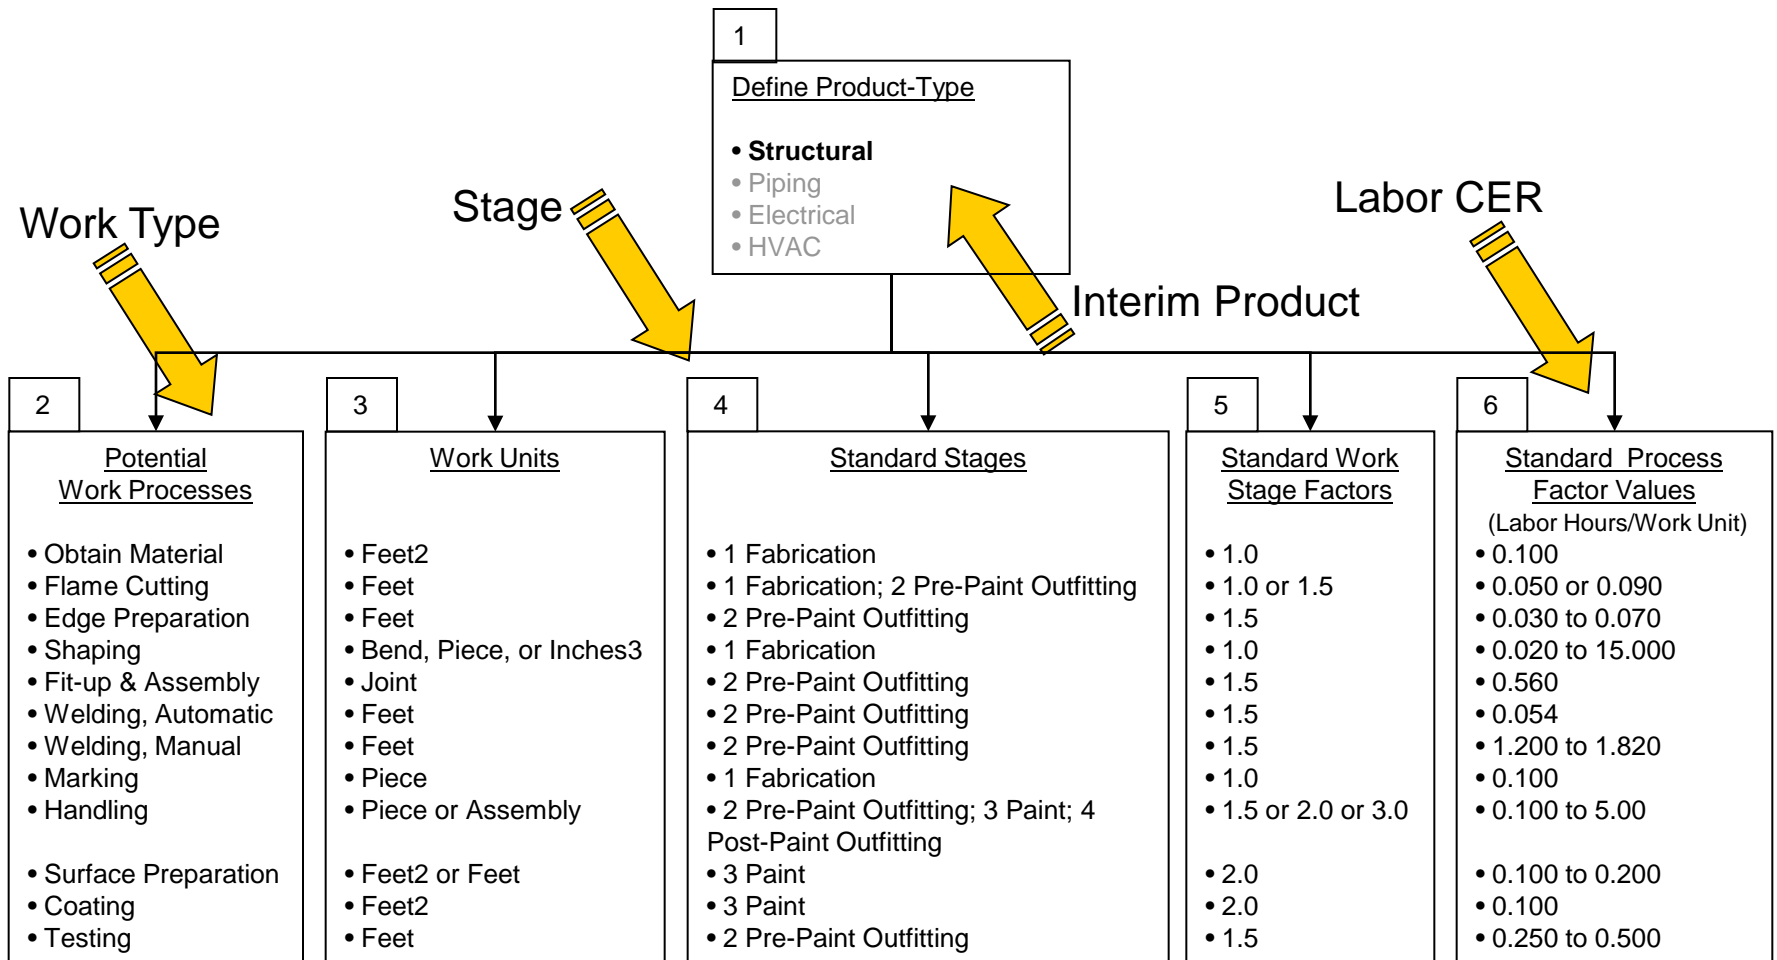 1
Define Product-Type
• Structural
• Piping
• Electrical
• HVAC
Work Type
Stage
Labor CER
Interim Product
2
Potential
Work Processes
• Obtain Material
• Flame Cutting
• Edge Preparation
• Shaping
• Fit-up & Assembly
• Welding, Automatic
• Welding, Manual
• Marking
• Handling
• Surface Preparation
• Coating
• Testing
3
Work Units
• Feet2
• Feet
• Feet
• Bend, Piece, or Inches3
• Joint
• Feet
• Feet
• Piece
• Piece or Assembly
• Feet2 or Feet
• Feet2
• Feet
4
Standard Stages
• 1 Fabrication
• 1 Fabrication; 2 Pre-Paint Outfitting
• 2 Pre-Paint Outfitting
• 1 Fabrication
• 2 Pre-Paint Outfitting
• 2 Pre-Paint Outfitting
• 2 Pre-Paint Outfitting
• 1 Fabrication
• 2 Pre-Paint Outfitting; 3 Paint; 4
Post-Paint Outfitting
• 3 Paint
• 3 Paint
• 2 Pre-Paint Outfitting
5
Standard Work
Stage Factors
• 1.0
• 1.0 or 1.5
• 1.5
• 1.0
• 1.5
• 1.5
• 1.5
• 1.0
• 1.5 or 2.0 or 3.0
• 2.0
• 2.0
• 1.5
6
Standard Process
Factor Values
(Labor Hours/Work Unit)
• 0.100
• 0.050 or 0.090
• 0.030 to 0.070
• 0.020 to 15.000
• 0.560
• 0.054
• 1.200 to 1.820
• 0.100
• 0.100 to 5.00
• 0.100 to 0.200
• 0.100
• 0.250 to 0.500